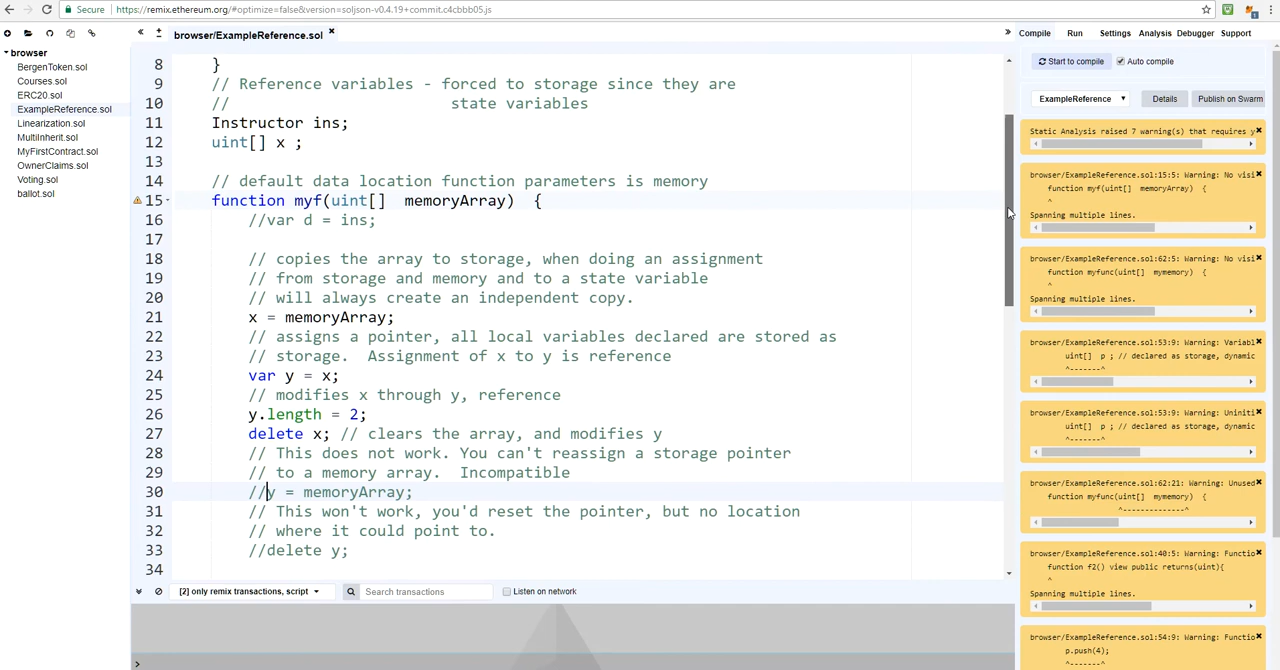 Secure
https://remix.ethereum.org/#optimize=false&version=soljson-v0.4.19+commit.c4cbbb05.js
browser/ExampleReference.sol
Compile Run Settings Analysis Debugger Support
browser
BergenToken.sol
Courses.sol
ERC20.sol
ExampleReference.sol
Linearization.sol
MultiInherit.sol
MyFirstContract.sol
OwnerClaims.sol
Voting.sol
ballot.sol
8 }
9 // Reference variables - forced to storage since they are
10 // state variables
11 Instructor ins;
12 uint[] x ;
13
14 // default data location function parameters is memory
15 function myf(uint[] memoryArray) {
16 //var d = ins;
17
18 // copies the array to storage, when doing an assignment
19 // from storage and memory and to a state variable
20 // will always create an independent copy.
21 x = memoryArray;
22 // assigns a pointer, all local variables declared are stored as
23 // storage. Assignment of x to y is reference
24 var y = x;
25 // modifies x through y, reference
26 y.length = 2;
27 delete x; // clears the array, and modifies y
28 // This does not work. You can't reassign a storage pointer
29 // to a memory array. Incompatible
30 //y = memoryArray;
31 // This won't work, you'd reset the pointer, but no location
32 // where it could point to.
33 //delete y;
34
[2] only remix transactions, script
Search transactions
Listen on network
>
Start to compile
Auto compile
ExampleReference
Details
Publish on Swarm
Static Analysis raised 7 warning(s) that requires y
browser/ExampleReference.sol:15:5: Warning: No visi
function myf(uint[] memoryArray) {
^
Spanning multiple lines.
browser/ExampleReference.sol:62:5: Warning: No visi
function myfunc(uint[] mymemory) {
^
Spanning multiple lines.
browser/ExampleReference.sol:53:9: Warning: Variabl
uint[] p ; // declared as storage, dynamic
^-------^
browser/ExampleReference.sol:53:9: Warning: Uniniti
uint[] p ; // declared as storage, dynamic
^-------^
browser/ExampleReference.sol:62:21: Warning: Unused
function myfunc(uint[] mymemory) {
^--------------^
browser/ExampleReference.sol:40:5: Warning: Functio
function f2() view public returns(uint){
^
Spanning multiple lines.
browser/ExampleReference.sol:54:9: Warning: Functio
p.push(4);
^-------^